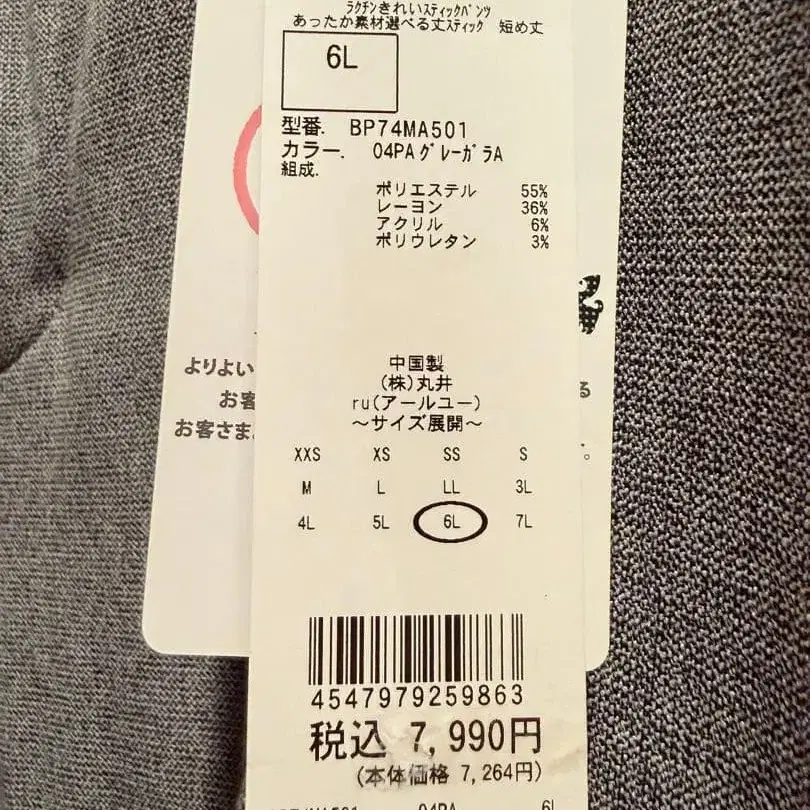 ラクチンきれいスティックパンツ
あったか素材選べる丈スティック 短め丈
6L
型番. BP74MA501
カラー. 04PA グレーガラA
組成.
ポリエステル 55%
レーヨン 36%
アクリル 6%
ポリウレタン 3%
中国製
(株)丸井
ru(アールユー)
～サイズ展開～
XXS XS SS S
M L LL 3L
4L 5L 6L 7L
4547979259863
税込 7,990円
(本体価格 7,264円)
04PA 6L
よりよい
お客
お客さま
る
。